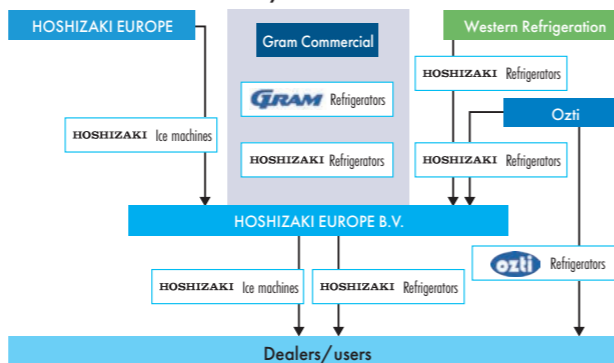 HOSHIZAKI EUROPE
Gram Commercial
Western Refrigeration
HOSHIZAKI Refrigerators
GRAM Refrigerators
Ozti
HOSHIZAKI Ice machines
HOSHIZAKI Refrigerators
HOSHIZAKI Refrigerators
HOSHIZAKI EUROPE B.V.
ozti Refrigerators
HOSHIZAKI Ice machines
HOSHIZAKI Refrigerators
Dealers/users